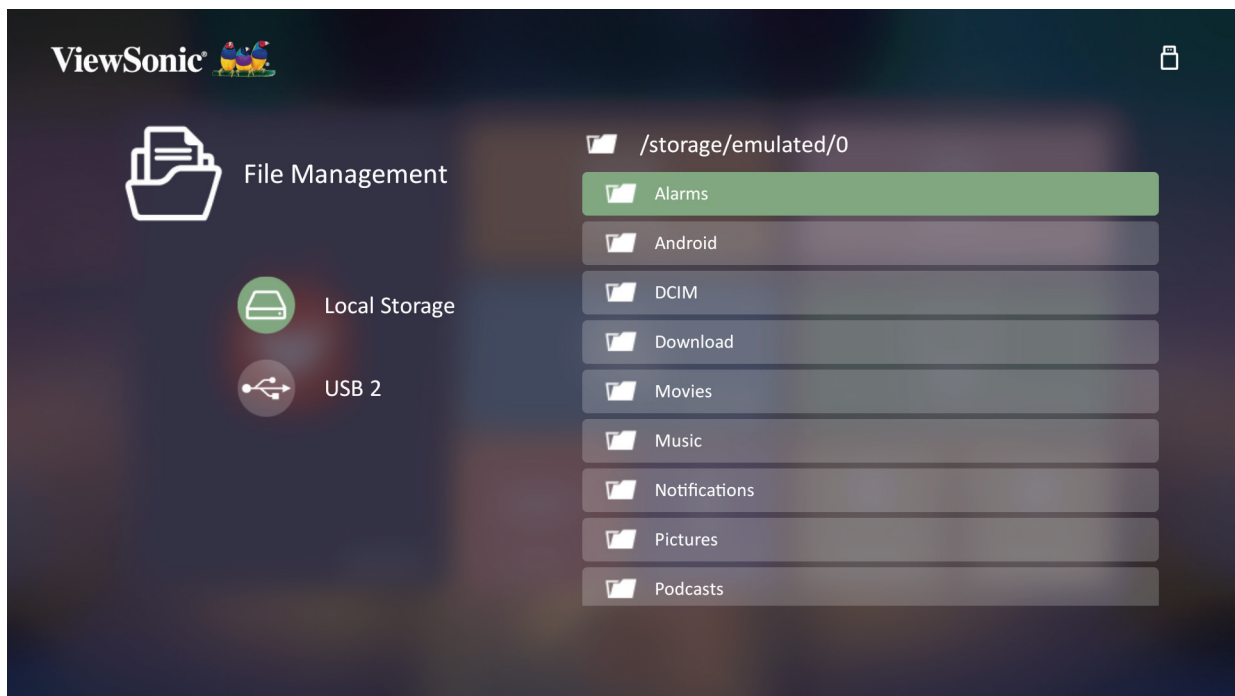 ViewSonic®
File Management
Local Storage
USB 2
/storage/emulated/0
Alarms
Android
DCIM
Download
Movies
Music
Notifications
Pictures
Podcasts